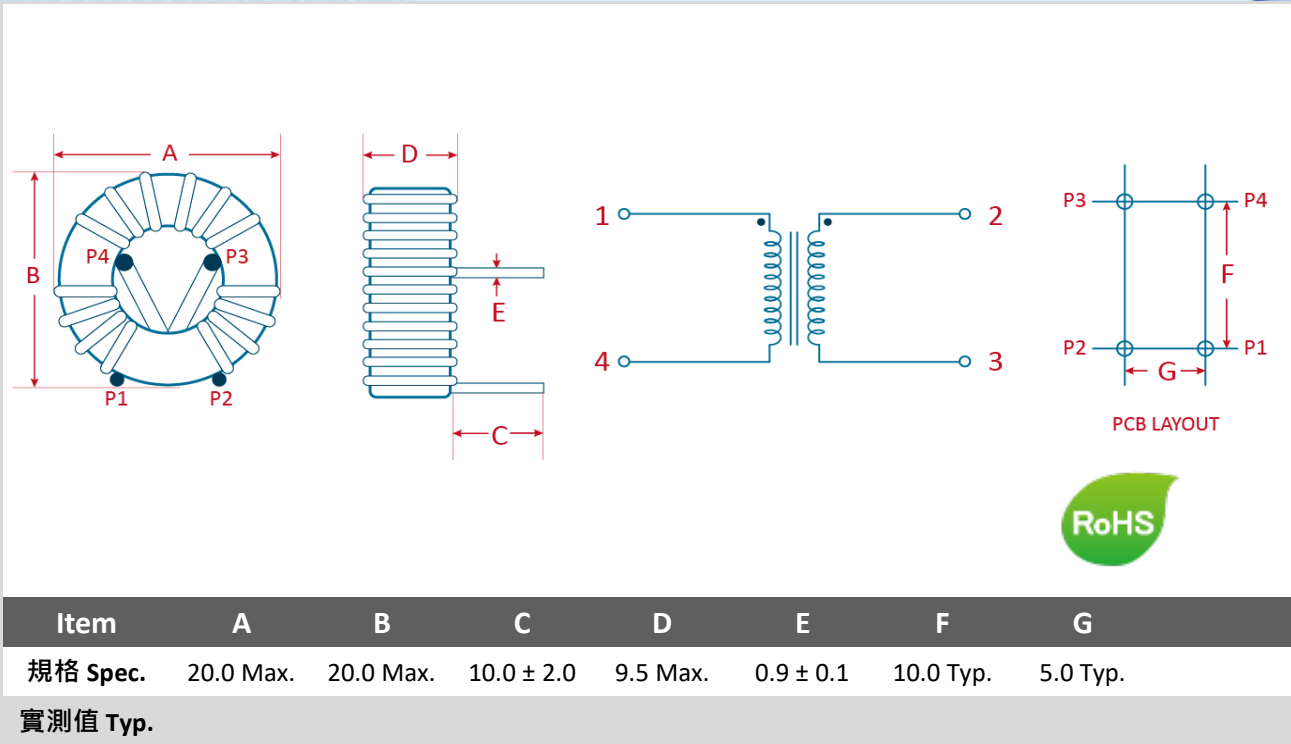 A
B
P4
P3
P1
P2
D
E
C
1
2
4
3
P3
P4
F
P2
P1
G
PCB LAYOUT
RoHS
Item A B C D E F G
規格 Spec. 20.0 Max. 20.0 Max. 10.0 ± 2.0 9.5 Max. 0.9 ± 0.1 10.0 Typ. 5.0 Typ.
實測值 Typ.